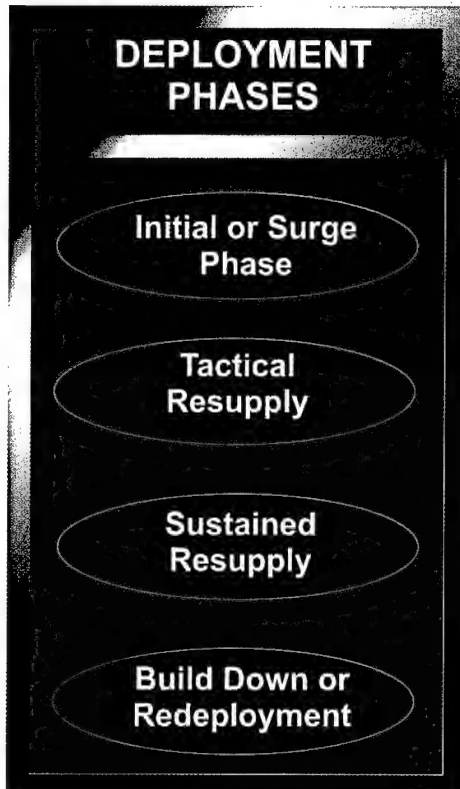 DEPLOYMENT
PHASES
Initial or Surge
Phase
Tactical
Resupply
Sustained
Resupply
Build Down or
Redeployment